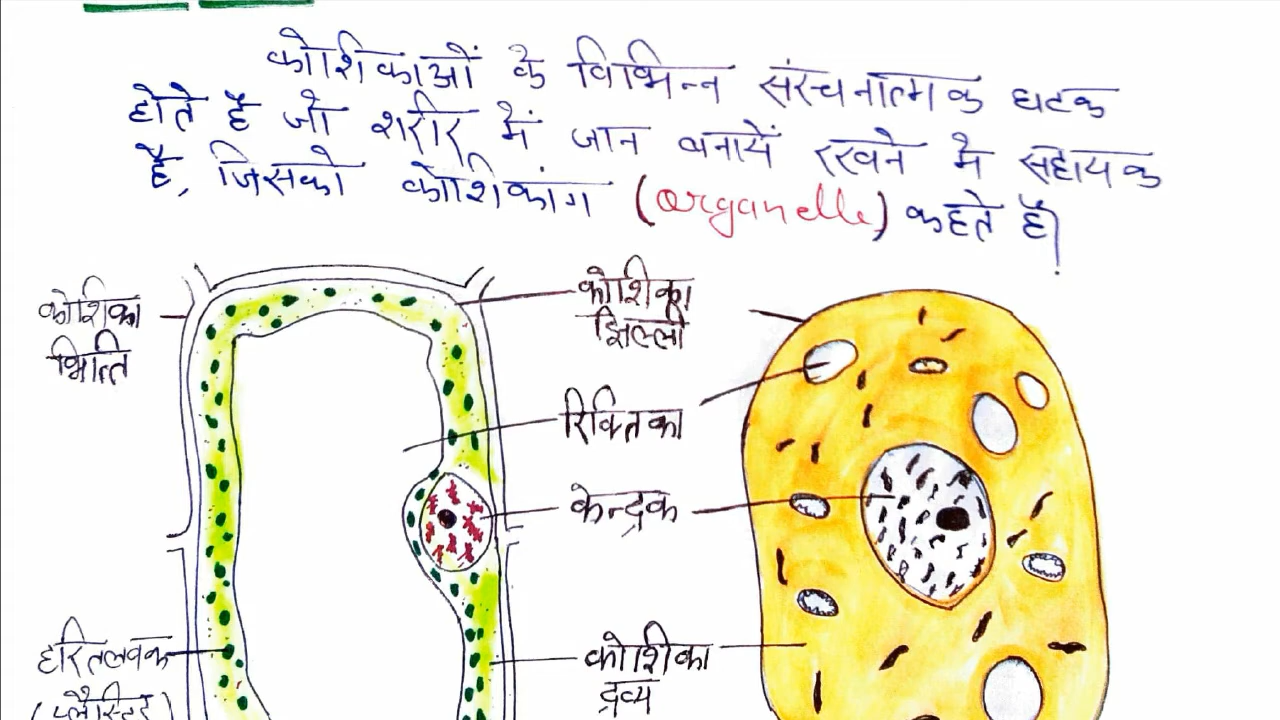 कोशिकाओं के विभिन्न संरचनात्मक घटक
होते हैं जो शरीर में जान बनायें रखने में सहायक
है, जिसको कोशिकांग (organelle) कहते है।
कोशिका
भित्ति
कोशिका
झिल्ली
रिक्तिका
केन्द्रक
हरितलवक
कोशिका
द्रव्य
(प्लैस्टिड)